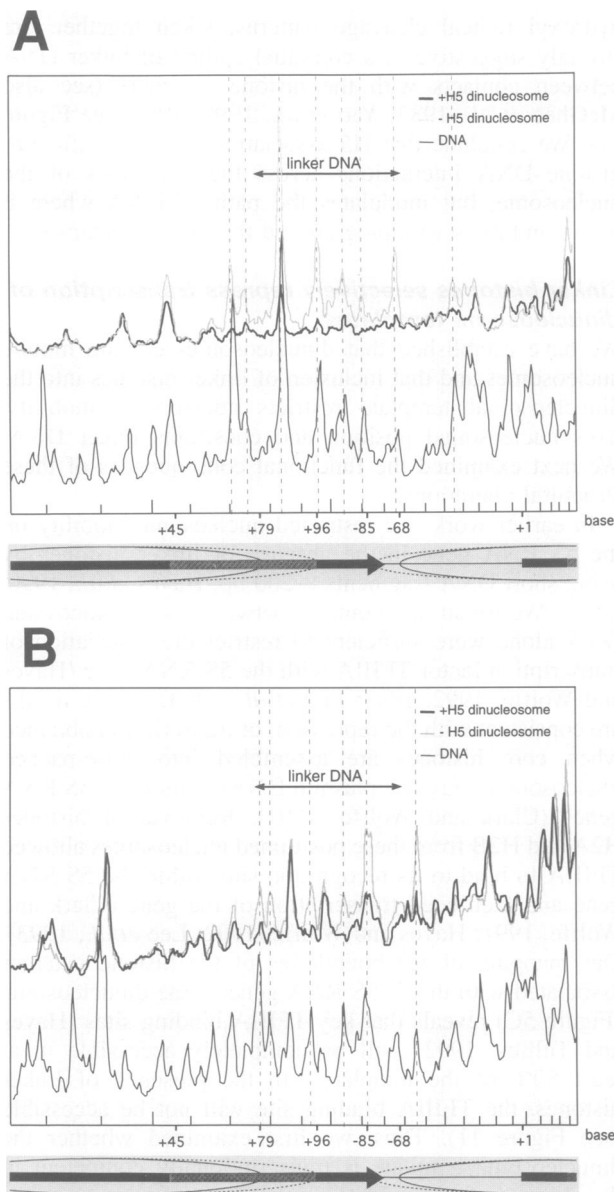 A
+H5 dinucleosome
- H5 dinucleosome
DNA
linker DNA
+45 +79 +96 -85 -68 +1 base
B
+H5 dinucleosome
- H5 dinucleosome
DNA
linker DNA
+45 +79 +96 -85 -68 +1 base